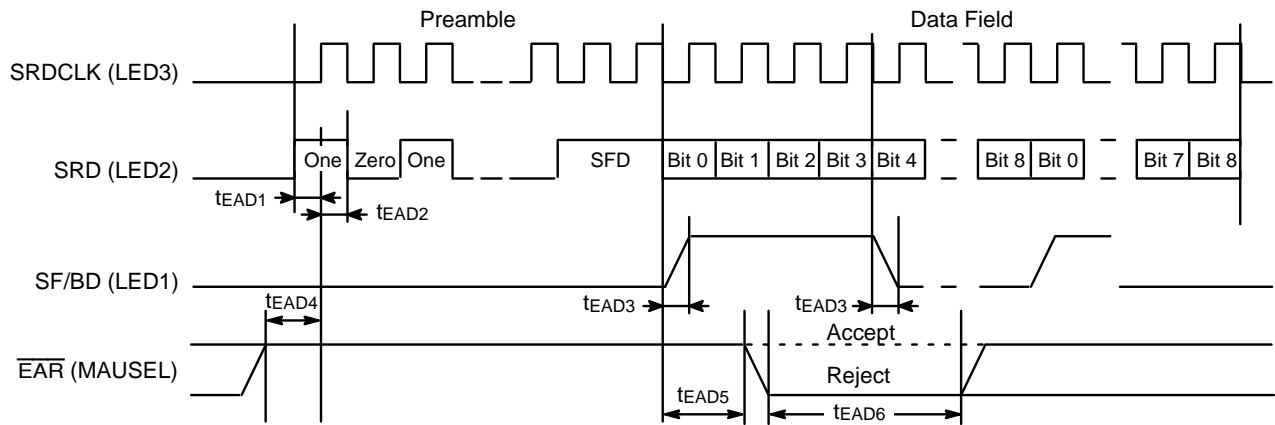 Preamble Data Field
SRDCLK (LED3)
SRD (LED2) One Zero One SFD Bit 0 Bit 1 Bit 2 Bit 3 Bit 4 Bit 8 Bit 0 Bit 7 Bit 8
tEAD1 tEAD2
SF/BD (LED1)
tEAD4 tEAD3 tEAD3
EAR (MAUSEL) Accept
Reject
tEAD5 tEAD6